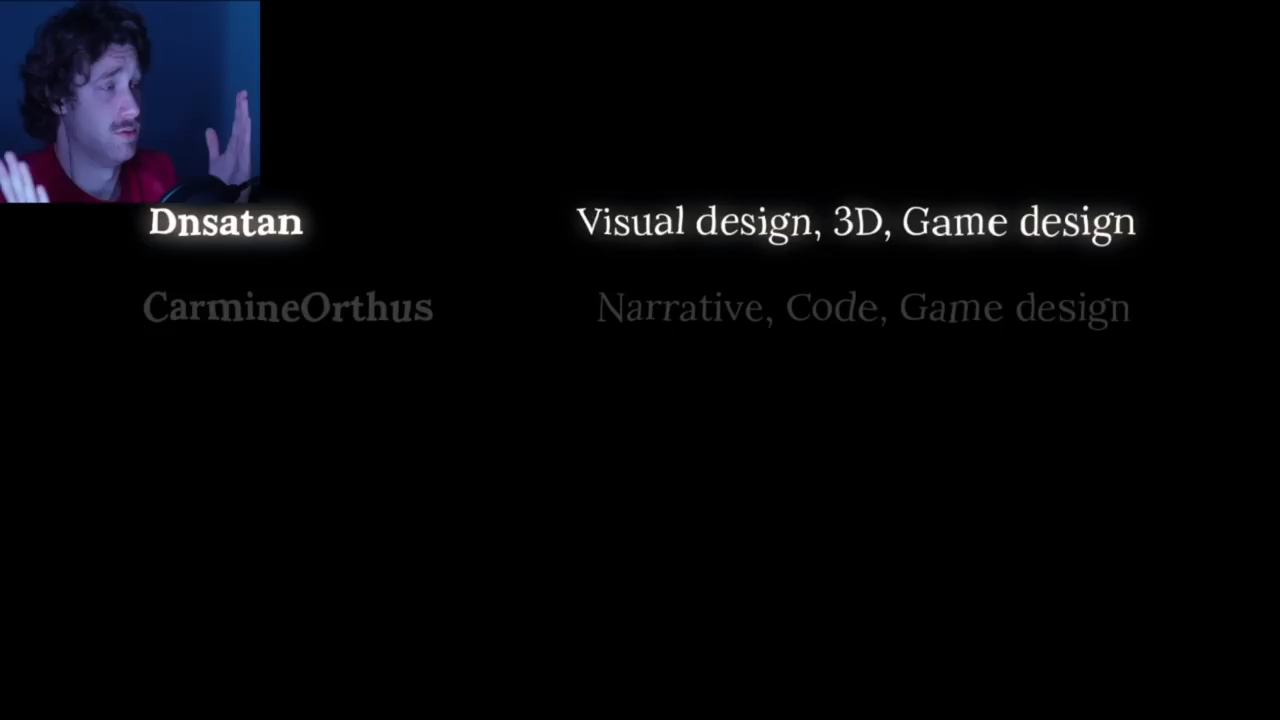 Dnsatan Visual design, 3D, Game design
CarmineOrthus Narrative, Code, Game design